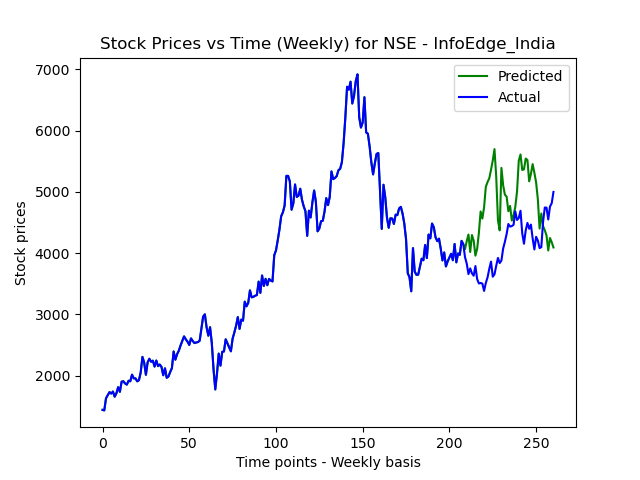 Stock Prices vs Time (Weekly) for NSE - InfoEdge_India
Predicted
Actual
7000
6000
5000
4000
3000
2000
Stock prices
0 50 100 150 200 250
Time points - Weekly basis